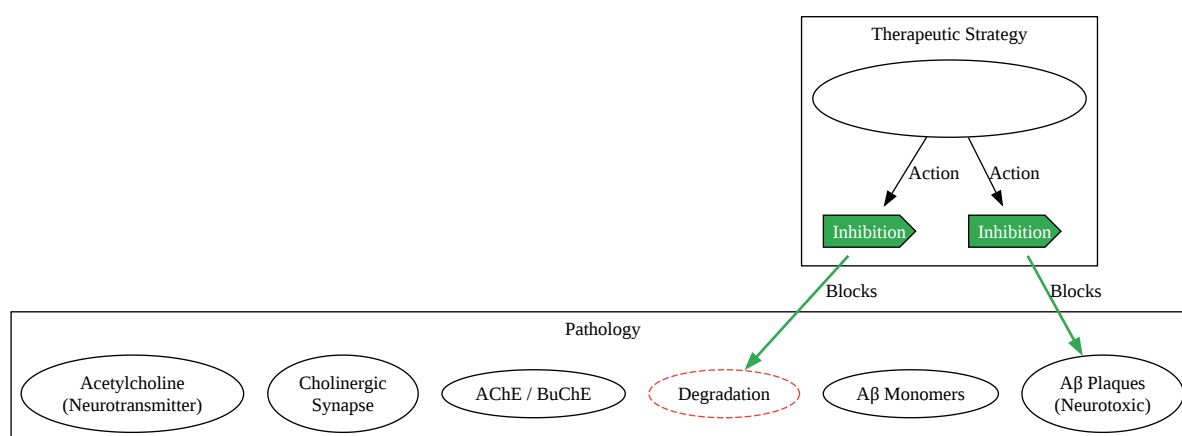 Therapeutic Strategy
Action
Action
Inhibition
Inhibition
Blocks
Blocks
Pathology
Acetylcholine
(Neurotransmitter)
Cholinergic
Synapse
AChE / BuChE
Degradation
Aβ Monomers
Aβ Plaques
(Neurotoxic)